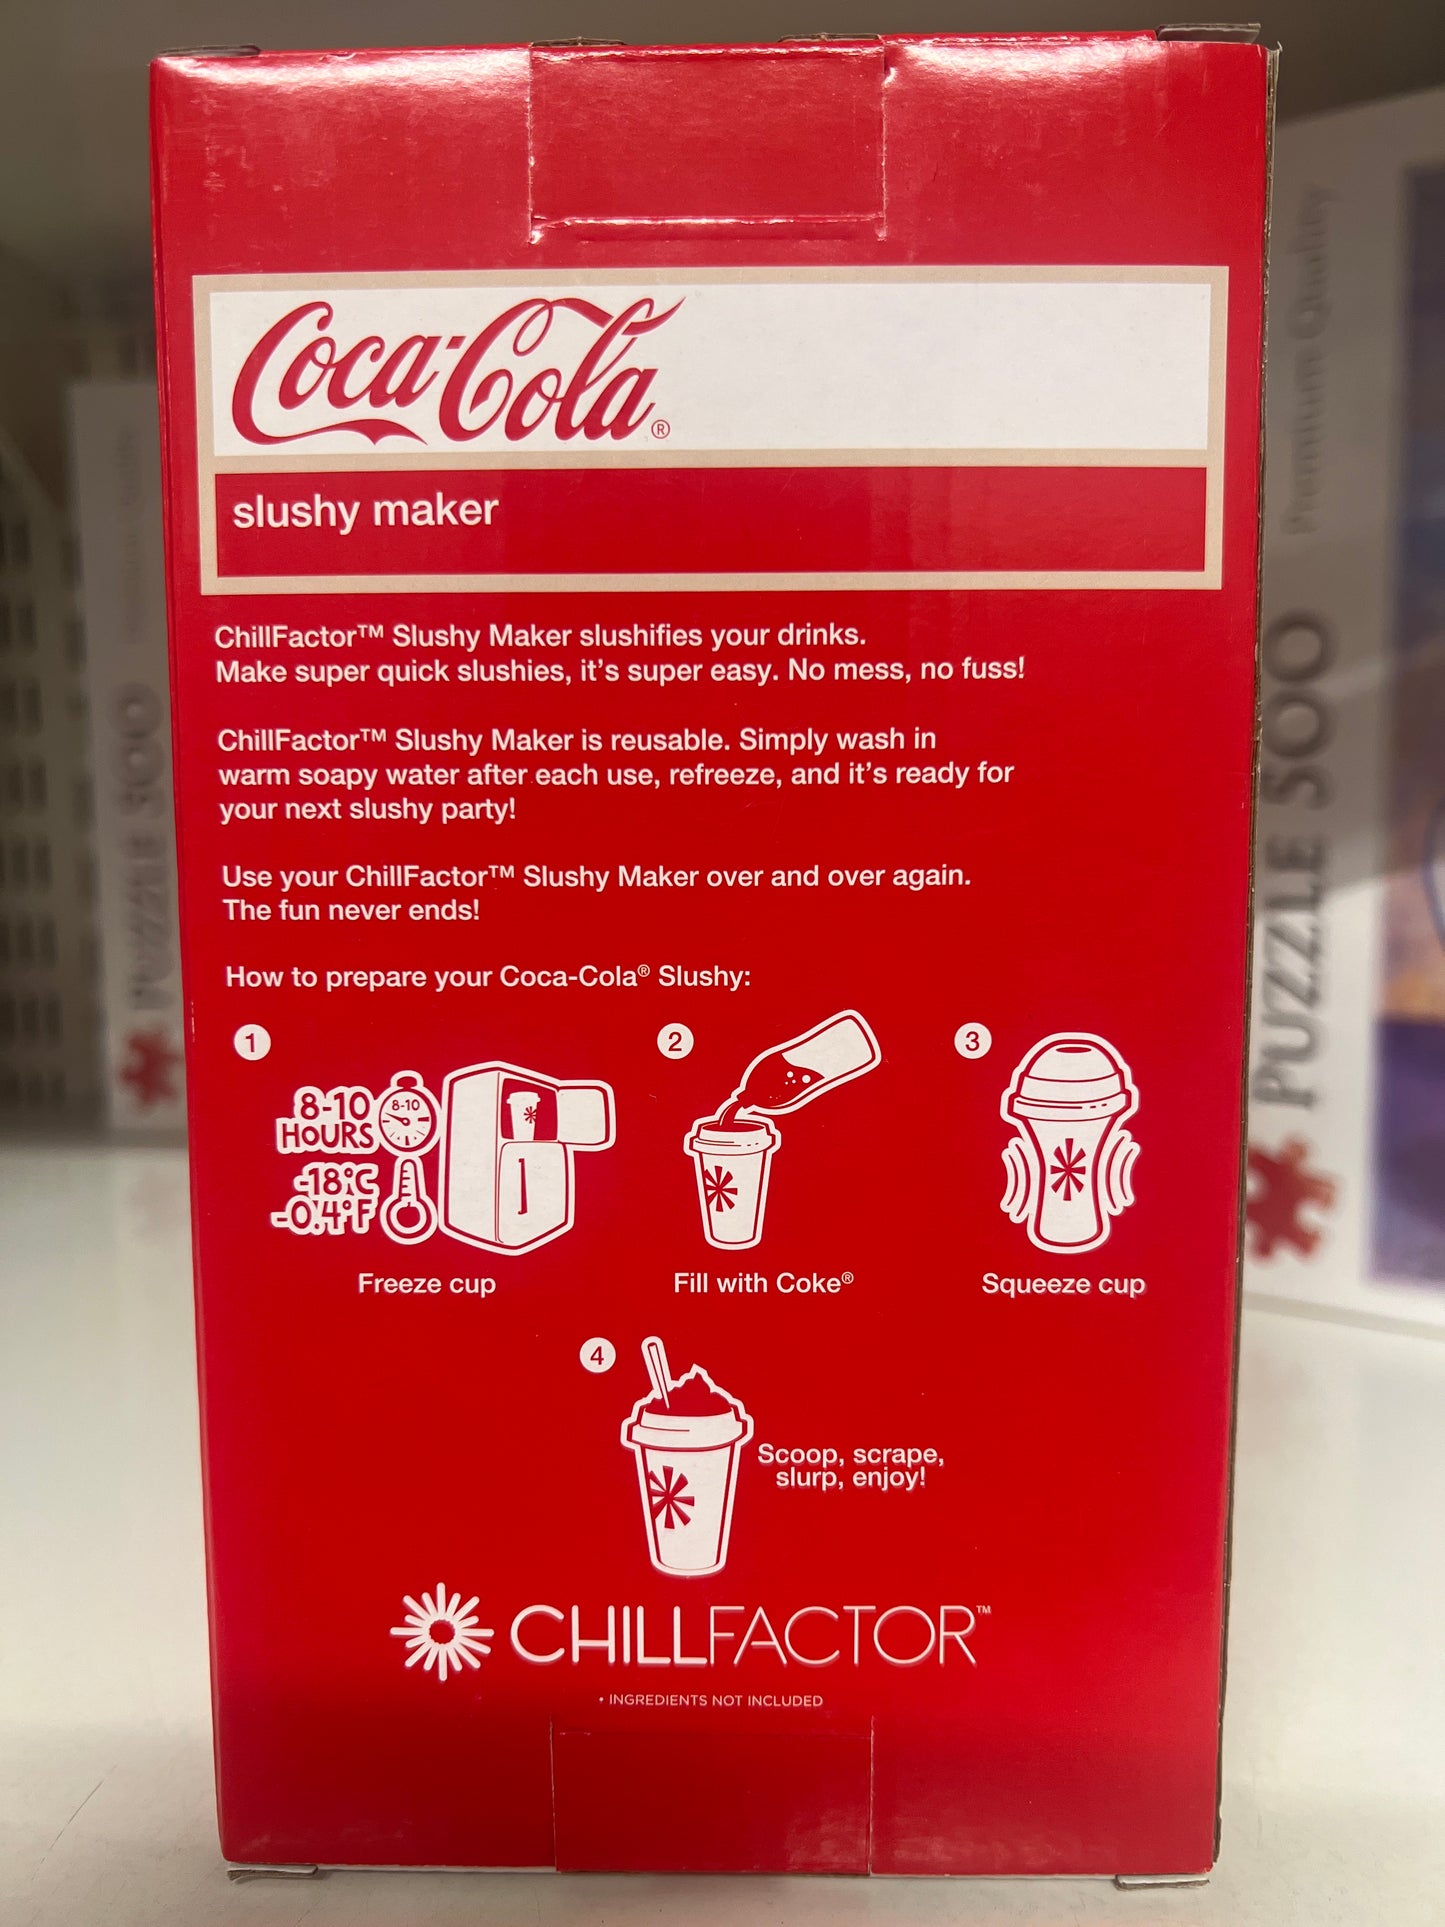 Coca-Cola®
slushy maker
ChillFactor™ Slushy Maker slushifies your drinks.
Make super quick slushies, it's super easy. No mess, no fuss!
ChillFactor™ Slushy Maker is reusable. Simply wash in
warm soapy water after each use, refreeze, and it's ready for
your next slushy party!
Use your ChillFactor™ Slushy Maker over and over again.
The fun never ends!
How to prepare your Coca-Cola® Slushy:
1
8-10
HOURS
8-10
-18°C
-0.4°F
Freeze cup
2
Fill with Coke®
3
Squeeze cup
4
Scoop, scrape,
slurp, enjoy!
CHILLFACTOR™
• INGREDIENTS NOT INCLUDED
PUZZLE 500
Premium Quality
PUZZLE 500